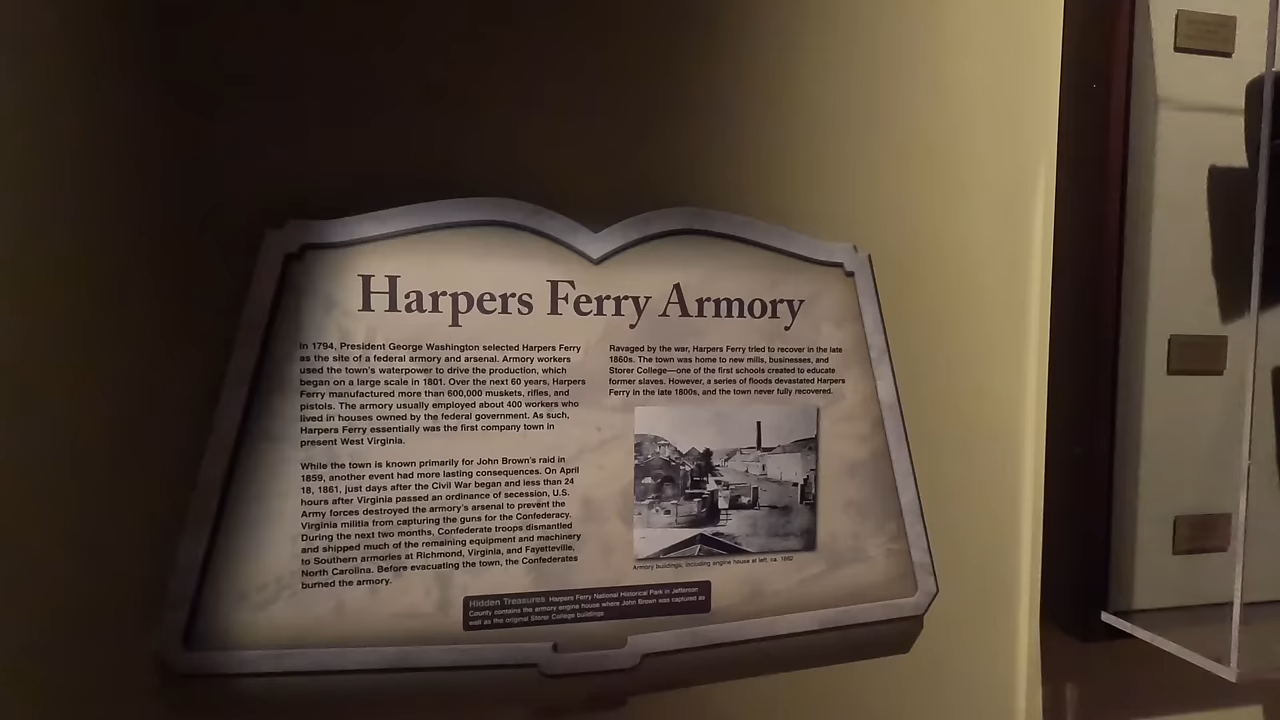 Harpers Ferry Armory
In 1794, President George Washington selected Harpers Ferry
as the site of a federal armory and arsenal. Armory workers
used the town's waterpower to drive the production, which
began on a large scale in 1801. Over the next 60 years, Harpers
Ferry manufactured more than 600,000 muskets, rifles, and
pistols. The armory usually employed about 400 workers who
lived in houses owned by the federal government. As such,
Harpers Ferry essentially was the first company town in
present West Virginia.
While the town is known primarily for John Brown's raid in
1859, another event had more lasting consequences. On April
18, 1861, just days after the Civil War began and less than 24
hours after Virginia passed an ordinance of secession, U.S.
Army forces destroyed the armory's arsenal to prevent the
Virginia militia from capturing the guns for the Confederacy.
During the next two months, Confederate troops dismantled
and shipped much of the remaining equipment and machinery
to Southern armories at Richmond, Virginia, and Fayetteville,
North Carolina. Before evacuating the town, the Confederates
burned the armory.
Ravaged by the war, Harpers Ferry tried to recover in the late
1860s. The town was home to new mills, businesses, and
Storer College—one of the first schools created to educate
former slaves. However, a series of floods devastated Harpers
Ferry in the late 1800s, and the town never fully recovered.
Armory buildings, including engine house at left, ca. 1862
Hidden Treasures Harpers Ferry National Historical Park in Jefferson
County contains the armory engine house where John Brown was captured as
well as the original Storer College buildings.